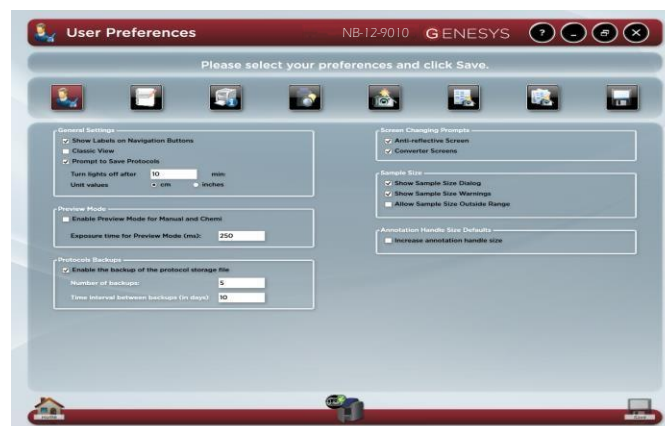 User Preferences
NB-12-9010 GENESYS
Please select your preferences and click Save.
General Settings
Show Labels on Navigation Buttons
Classic View
Prompt to Save Protocols
Turn lights off after 10 min
Unit values cm inches
Preview Mode
Enable Preview Mode for Manual and Chemi
Exposure time for Preview Mode (ms): 250
Protocols Backups
Enable the backup of the protocol storage file
Number of backups: 5
Time interval between backups (in days) 10
Screen Changing Prompts
Anti-reflective Screen
Converter Screens
Sample Size
Show Sample Size Dialog
Show Sample Size Warnings
Allow Sample Size Outside Range
Annotation Handle Size Defaults
Increase annotation handle size